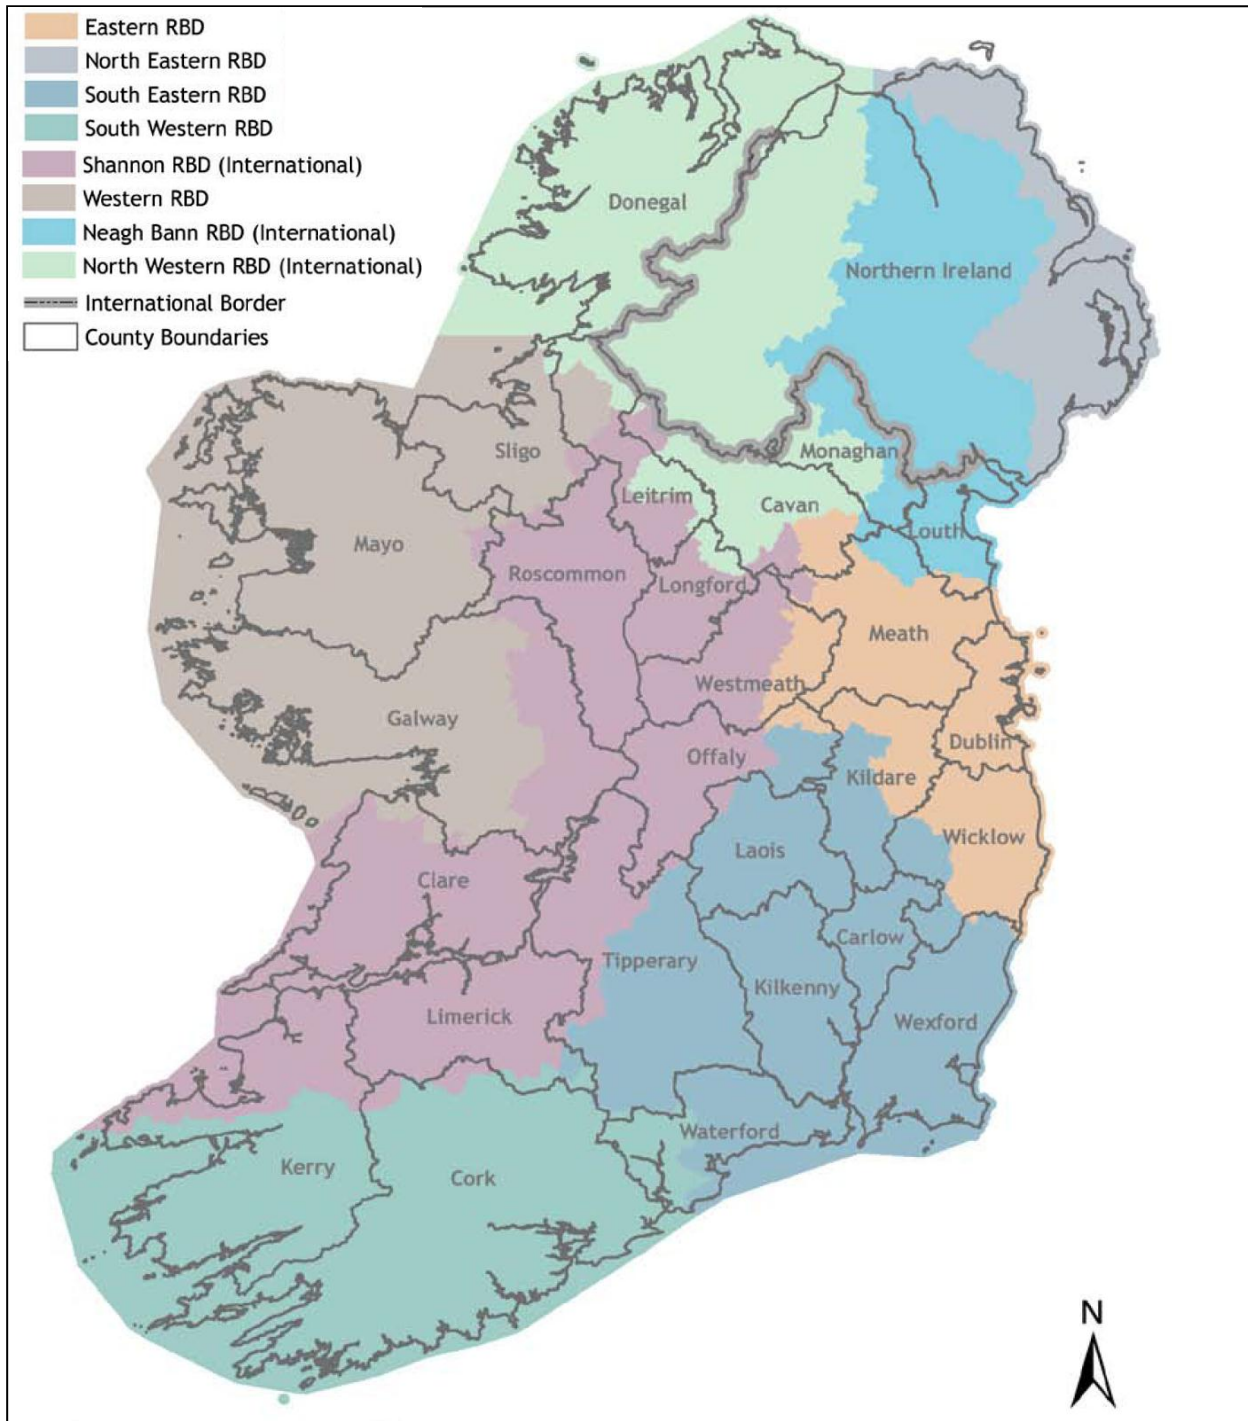 Eastern RBD
North Eastern RBD
South Eastern RBD
South Western RBD
Shannon RBD (International)
Western RBD
Neagh Bann RBD (International)
North Western RBD (International)
International Border
County Boundaries
Donegal
Northern Ireland
Sligo
Monaghan
Leitrim
Cavan
Louth
Mayo
Roscommon
Longford
Meath
Westmeath
Galway
Dublin
Offaly
Kildare
Wicklow
Laois
Clare
Carlow
Tipperary
Kilkenny
Limerick
Wexford
Waterford
Kerry
Cork
N